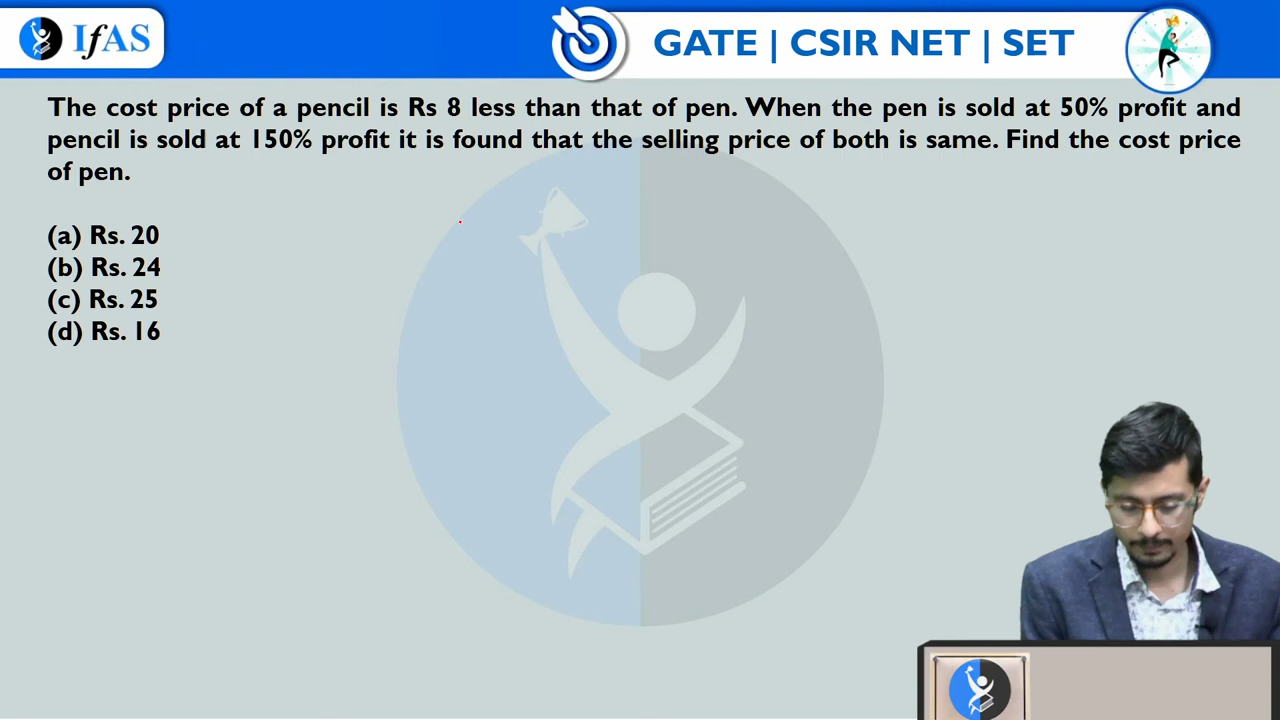 IfAS
GATE | CSIR NET | SET
The cost price of a pencil is Rs 8 less than that of pen. When the pen is sold at 50% profit and
pencil is sold at 150% profit it is found that the selling price of both is same. Find the cost price
of pen.
(a) Rs. 20
(b) Rs. 24
(c) Rs. 25
(d) Rs. 16